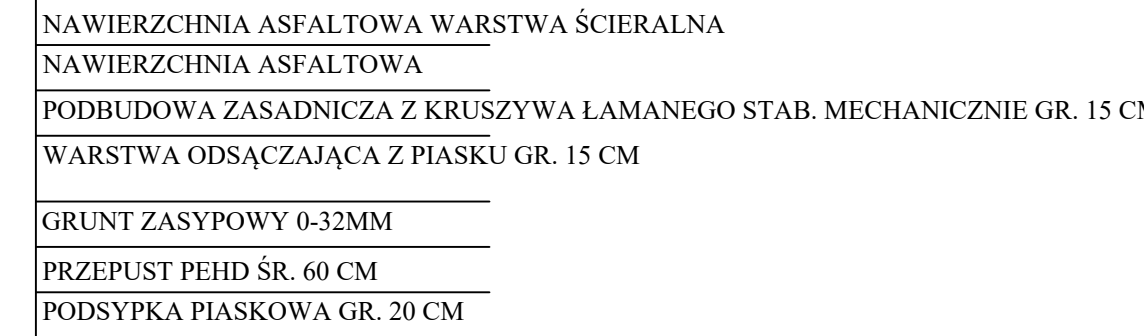 NAWIERZCHNIA ASFALTOWA WARSTWA ŚCIERALNA
NAWIERZCHNIA ASFALTOWA
PODBUDOWA ZASADNICZA Z KRUSZYWA ŁAMANEGO STAB. MECHANICZNIE GR. 15 CM
WARSTWA ODSĄCZAJĄCA Z PIASKU GR. 15 CM
GRUNT ZASYPOWY 0-32MM
PRZEPUST PEHD ŚR. 60 CM
PODSYPKA PIASKOWA GR. 20 CM